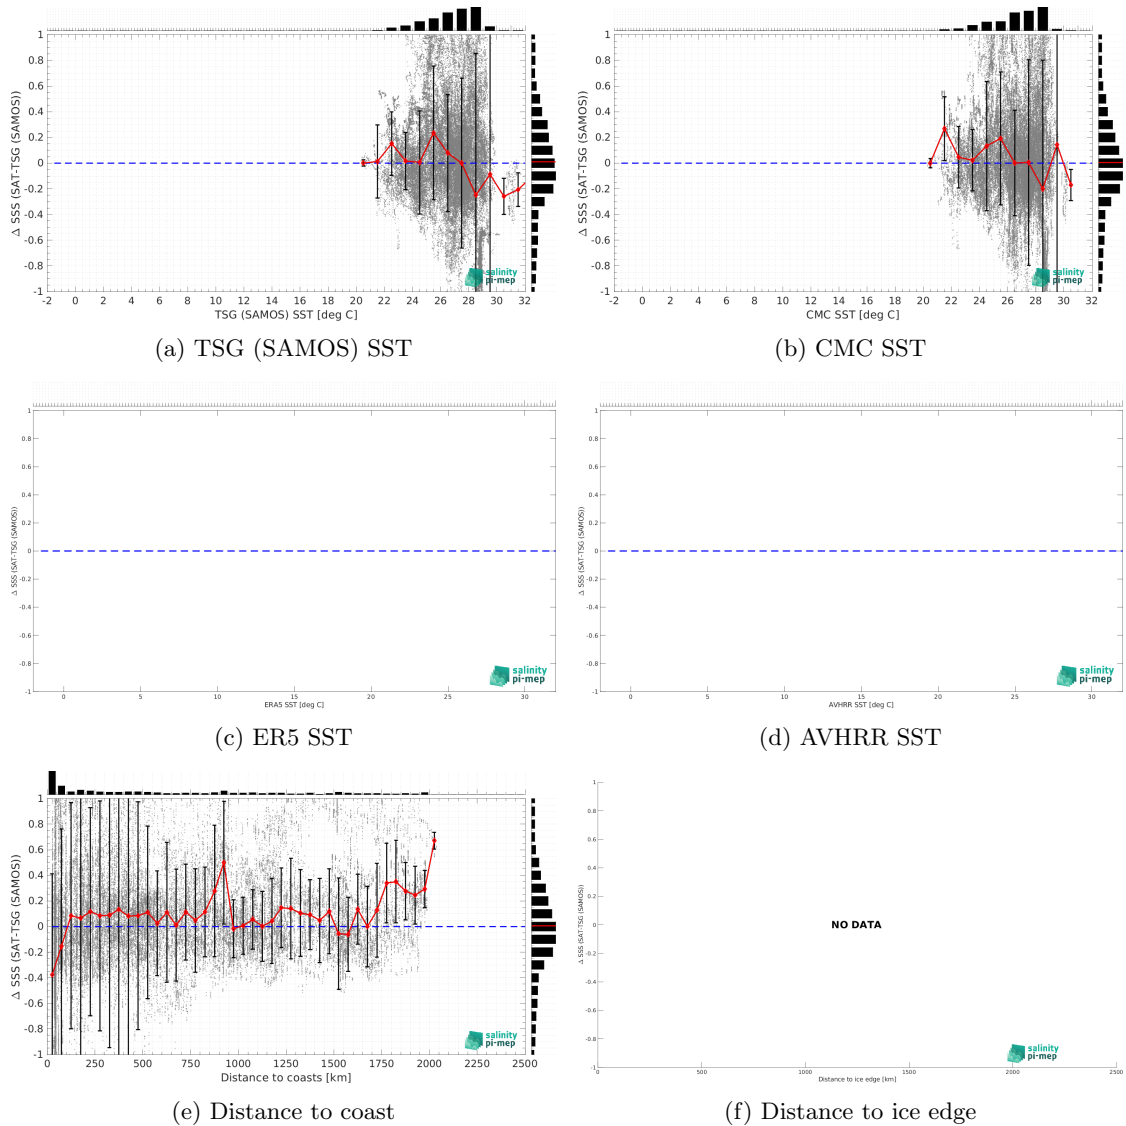 Δ SSS (SAT-TSG (SAMOS))
1
0.8
0.6
0.4
0.2
0
-0.2
-0.4
-0.6
-0.8
-1
-2 0 2 4 6 8 10 12 14 16 18 20 22 24 26 28 30 32
TSG (SAMOS) SST [deg C]
salinity
pi-mep
(a) TSG (SAMOS) SST
Δ SSS (SAT-TSG (SAMOS))
1
0.8
0.6
0.4
0.2
0
-0.2
-0.4
-0.6
-0.8
-1
-2 0 2 4 6 8 10 12 14 16 18 20 22 24 26 28 30 32
CMC SST [deg C]
salinity
pi-mep
(b) CMC SST
Δ SSS (SAT-TSG (SAMOS))
1
0.8
0.6
0.4
0.2
0
-0.2
-0.4
-0.6
-0.8
-1
0 5 10 15 20 25 30
ERA5 SST [deg C]
salinity
pi-mep
(c) ER5 SST
Δ SSS (SAT-TSG (SAMOS))
1
0.8
0.6
0.4
0.2
0
-0.2
-0.4
-0.6
-0.8
-1
0 5 10 15 20 25 30
AVHRR SST [deg C]
salinity
pi-mep
(d) AVHRR SST
Δ SSS (SAT-TSG (SAMOS))
1
0.8
0.6
0.4
0.2
0
-0.2
-0.4
-0.6
-0.8
-1
0 250 500 750 1000 1250 1500 1750 2000 2250 2500
Distance to coasts [km]
salinity
pi-mep
(e) Distance to coast
Δ SSS (SAT-TSG (SAMOS))
1
0.8
0.6
0.4
0.2
0
-0.2
-0.4
-0.6
-0.8
-1
NO DATA
0 500 1000 1500 2000 2500
Distance to ice edge [km]
salinity
pi-mep
(f) Distance to ice edge